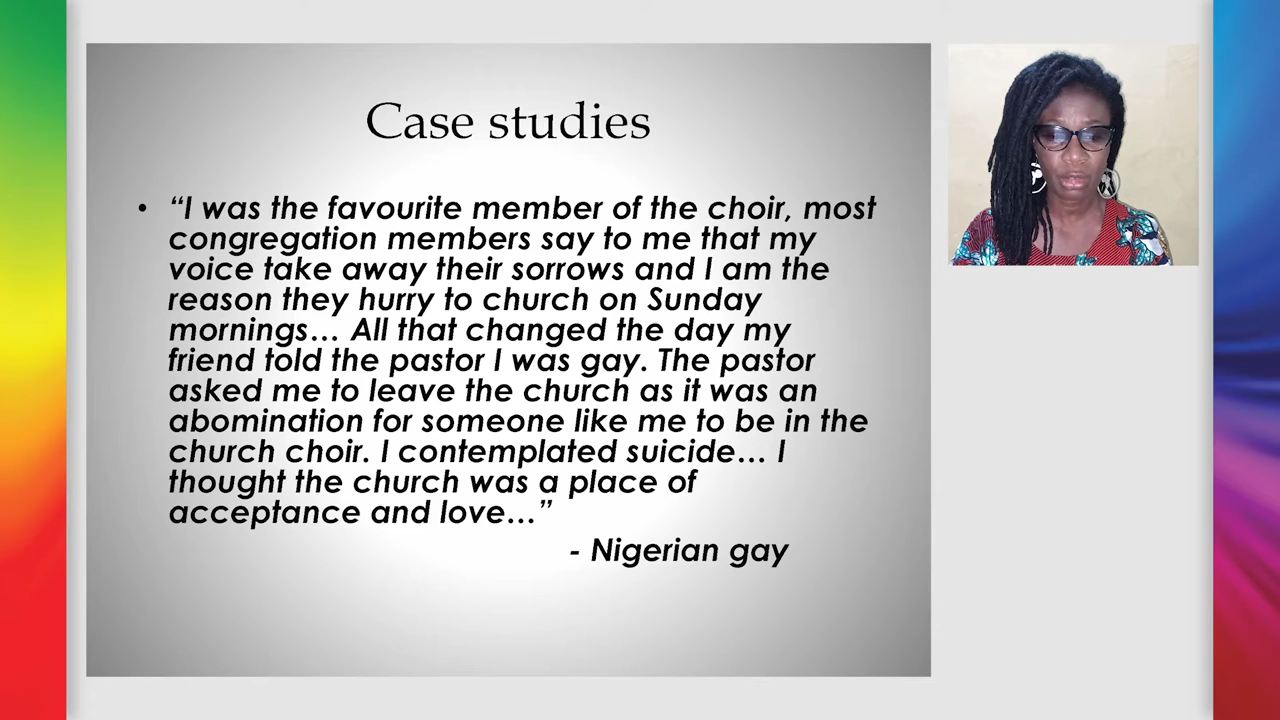 Case studies
• “I was the favourite member of the choir, most
congregation members say to me that my
voice take away their sorrows and I am the
reason they hurry to church on Sunday
mornings… All that changed the day my
friend told the pastor I was gay. The pastor
asked me to leave the church as it was an
abomination for someone like me to be in the
church choir. I contemplated suicide… I
thought the church was a place of
acceptance and love…”
- Nigerian gay